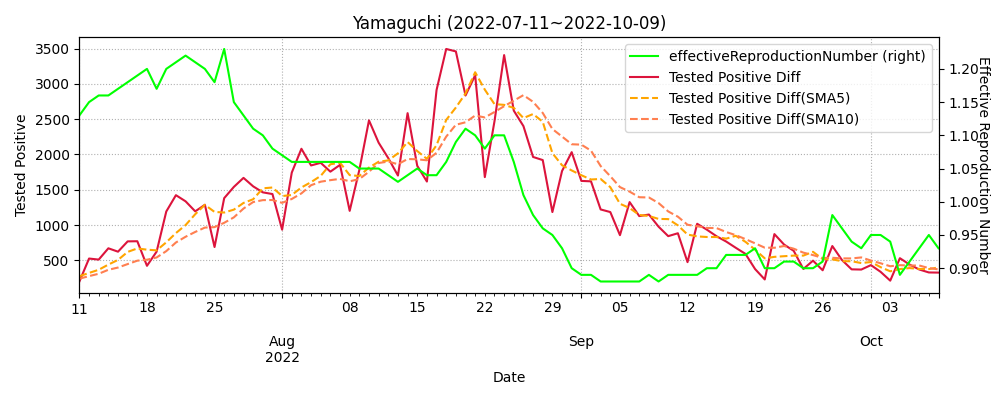 Yamaguchi (2022-07-11~2022-10-09)
effectiveReproductionNumber (right)
Tested Positive Diff
Tested Positive Diff(SMA5)
Tested Positive Diff(SMA10)
Tested Positive
3500
3000
2500
2000
1500
1000
500
1.20
1.15
1.10
1.05
1.00
0.95
0.90
Effective Reproduction Number
11 18 25 08 15 22 29 05 12 19 26 03
Aug Sep Oct
2022
Date